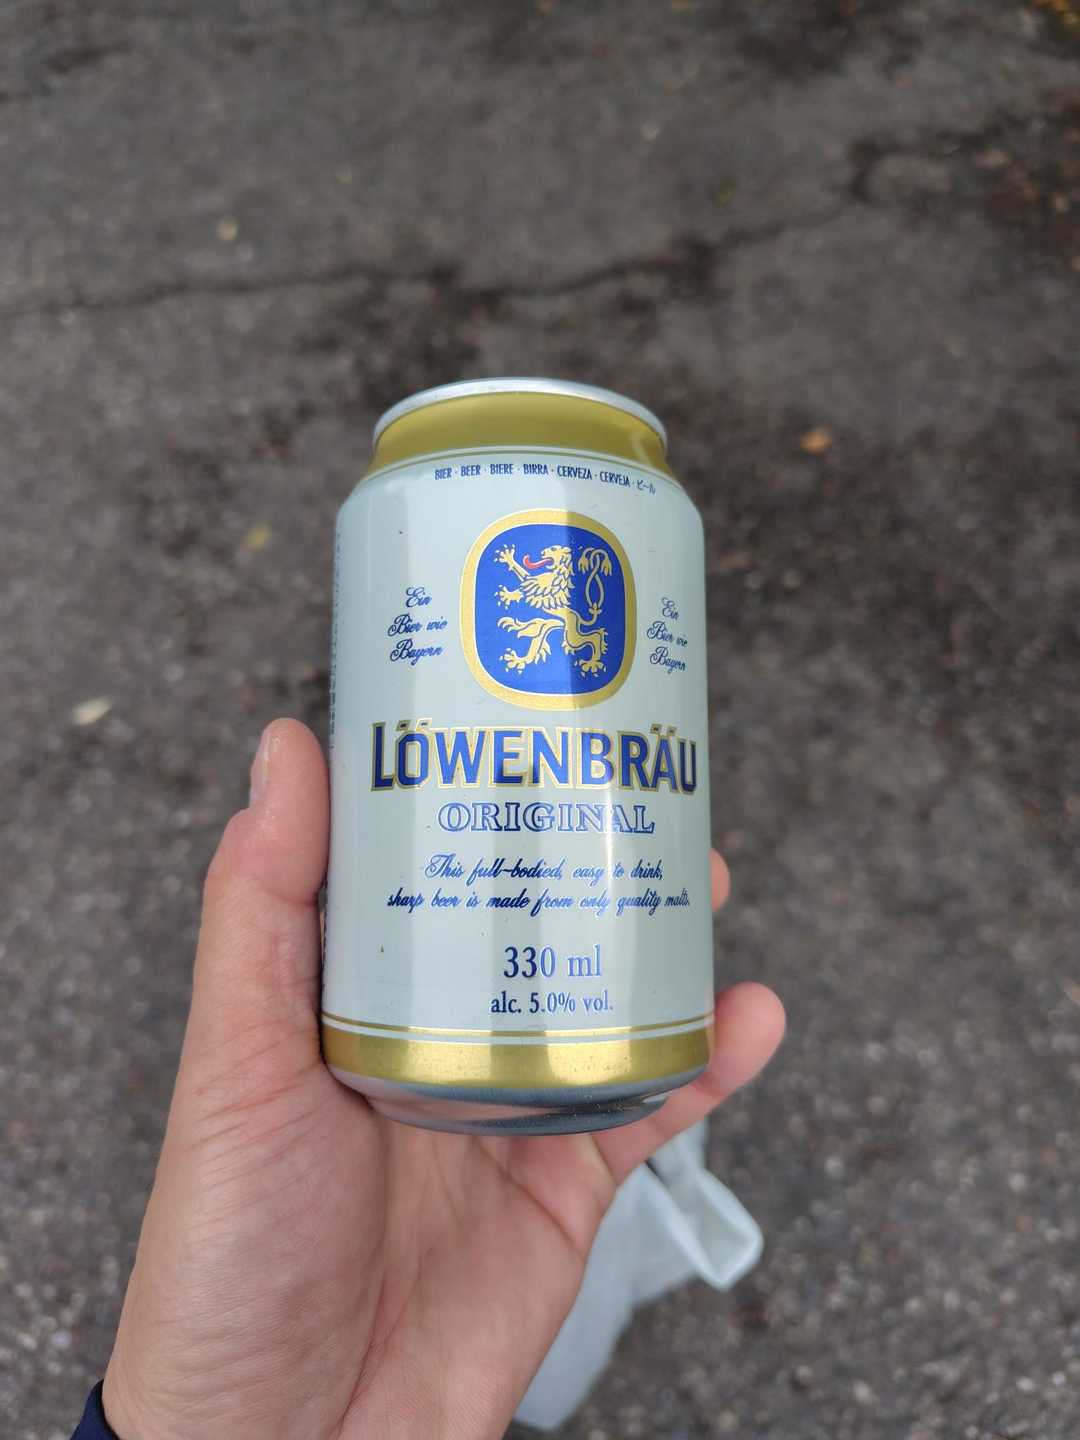 BIER · BEER · BIERE · BIRRA · CERVEZA · CERVEJA · ビール
Ein
Bier wie
Bayern
Ein
Bier wie
Bayern
LÖWENBRÄU
ORIGINAL
This full-bodied, easy to drink,
sharp beer is made from only quality malts.
330 ml
alc. 5.0% vol.